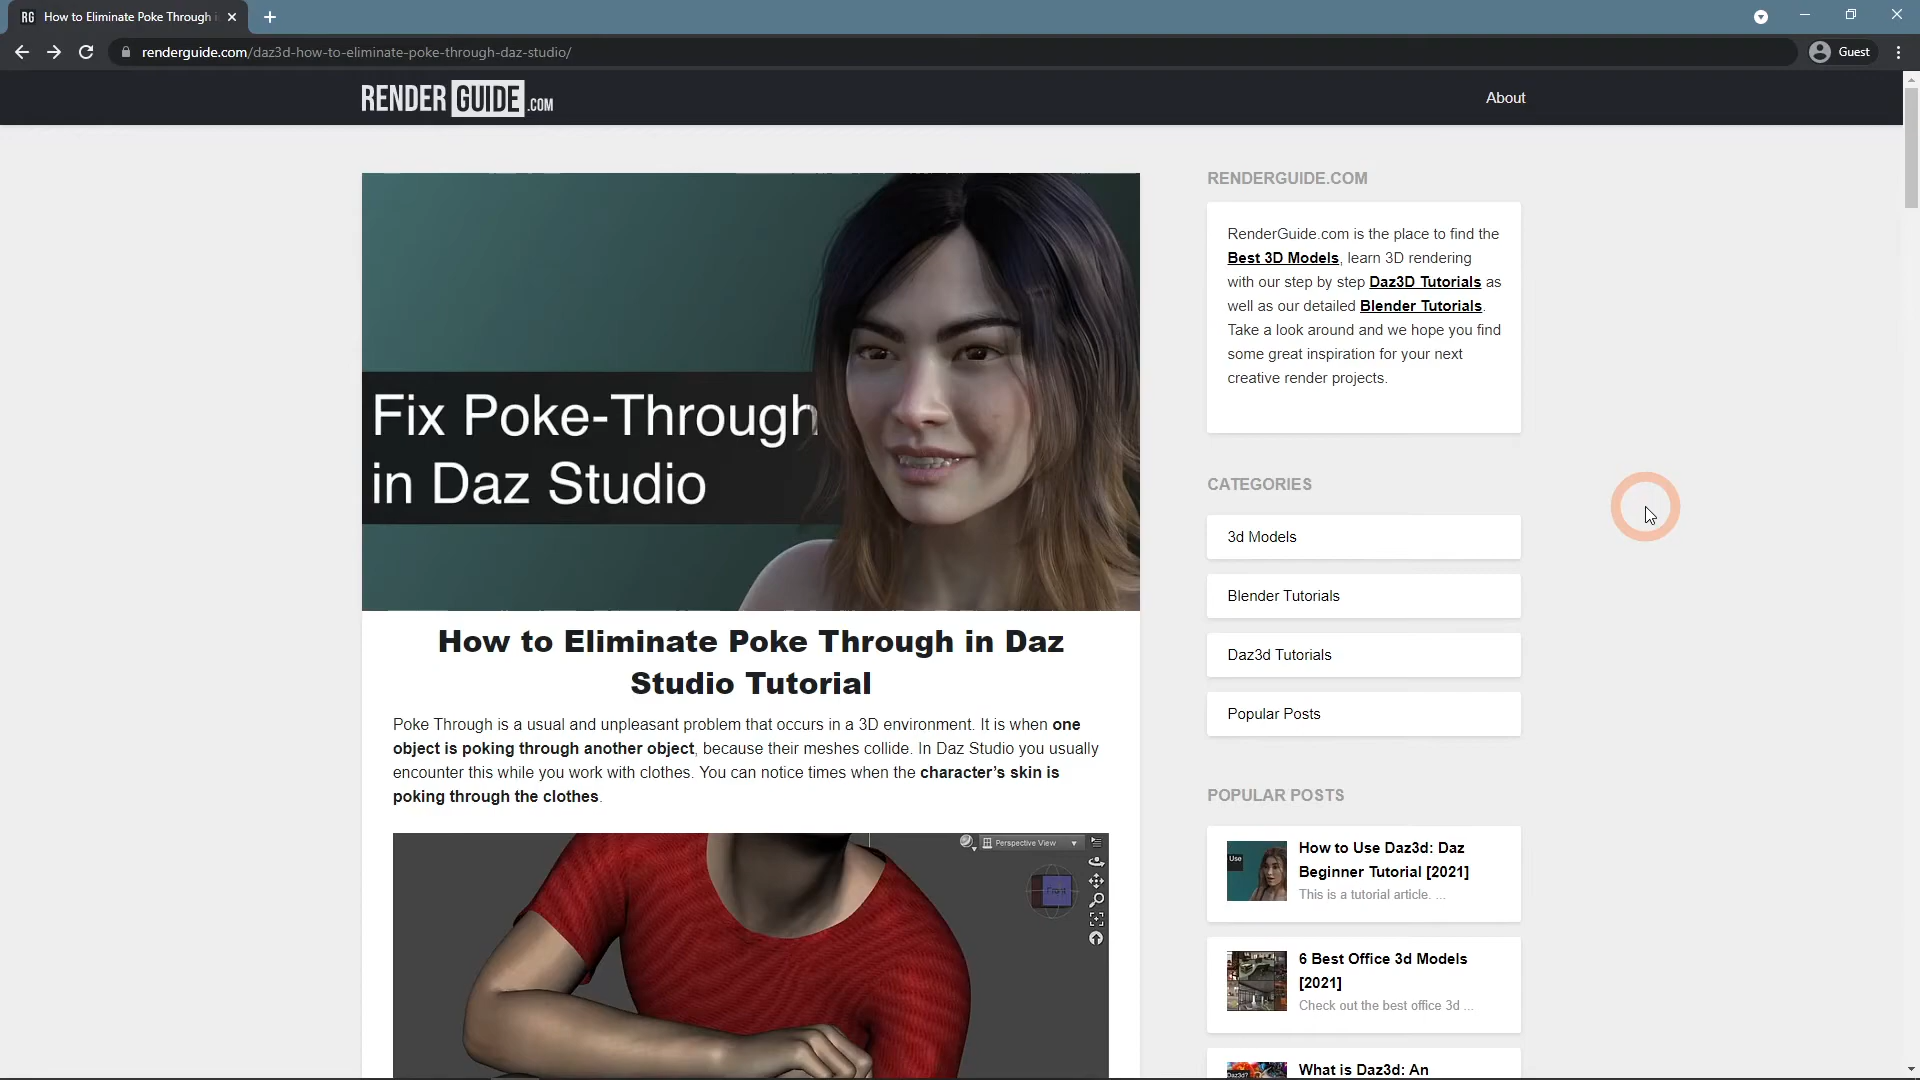 RG How to Eliminate Poke Through i
renderguide.com/daz3d-how-to-eliminate-poke-through-daz-studio/
Guest
RENDER GUIDE .COM
About
Fix Poke-Through
in Daz Studio
How to Eliminate Poke Through in Daz
Studio Tutorial
Poke Through is a usual and unpleasant problem that occurs in a 3D environment. It is when one
object is poking through another object, because their meshes collide. In Daz Studio you usually
encounter this while you work with clothes. You can notice times when the character’s skin is
poking through the clothes.
Perspective View
Front
RENDERGUIDE.COM
RenderGuide.com is the place to find the
Best 3D Models, learn 3D rendering
with our step by step Daz3D Tutorials as
well as our detailed Blender Tutorials.
Take a look around and we hope you find
some great inspiration for your next
creative render projects.
CATEGORIES
3d Models
Blender Tutorials
Daz3d Tutorials
Popular Posts
POPULAR POSTS
Use
How to Use Daz3d: Daz
Beginner Tutorial [2021]
This is a tutorial article. ...
6 Best Office 3d Models
[2021]
Check out the best office 3d ...
Daz3d?
What is Daz3d: An